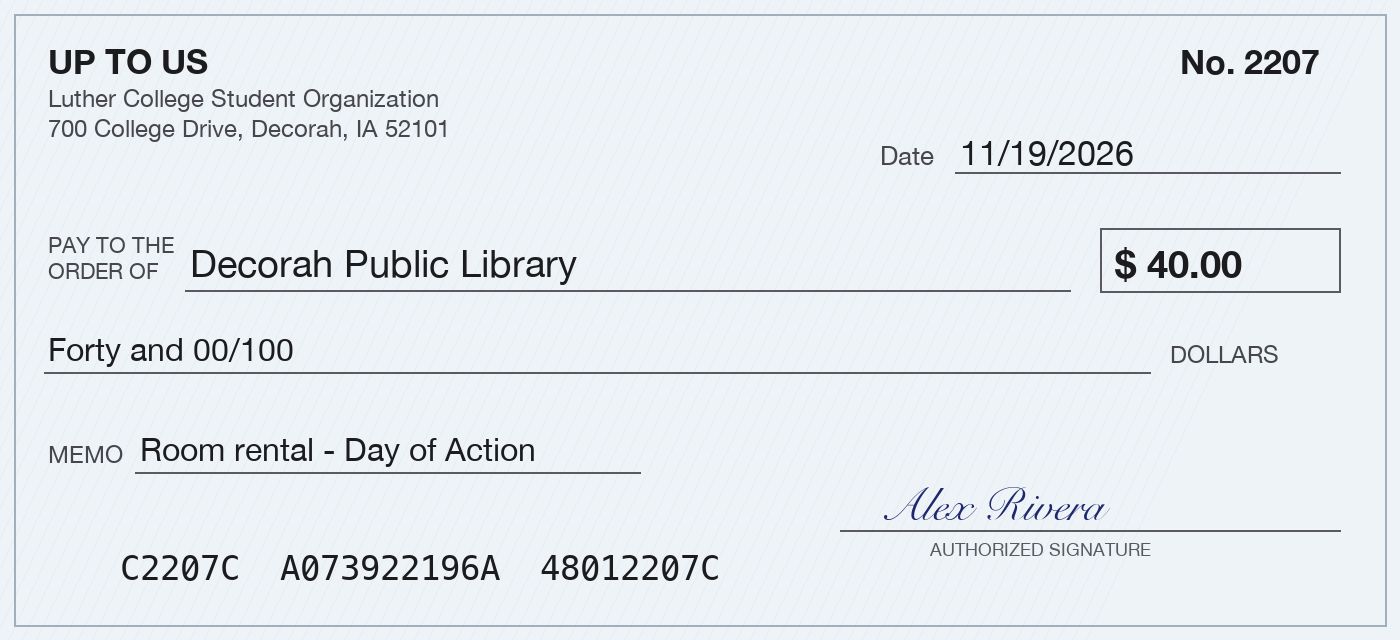 UP TO US
No. 2207
Luther College Student Organization
700 College Drive, Decorah, IA 52101
Date 11/19/2026
PAY TO THE
ORDER OF Decorah Public Library
$ 40.00
Forty and 00/100 DOLLARS
MEMO Room rental - Day of Action
Alex Rivera
AUTHORIZED SIGNATURE
C2207C A073922196A 48012207C